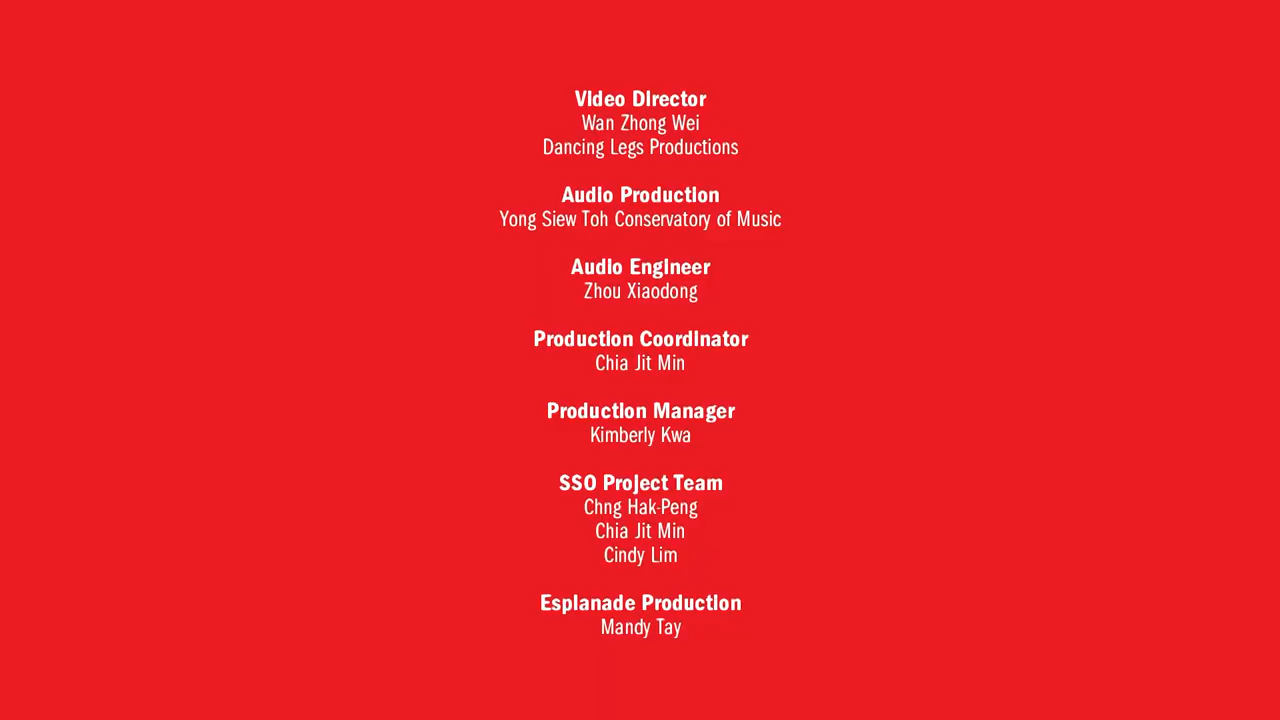 Video Director
Wan Zhong Wei
Dancing Legs Productions
Audio Production
Yong Siew Toh Conservatory of Music
Audio Engineer
Zhou Xiaodong
Production Coordinator
Chia Jit Min
Production Manager
Kimberly Kwa
SSO Project Team
Chng Hak-Peng
Chia Jit Min
Cindy Lim
Esplanade Production
Mandy Tay